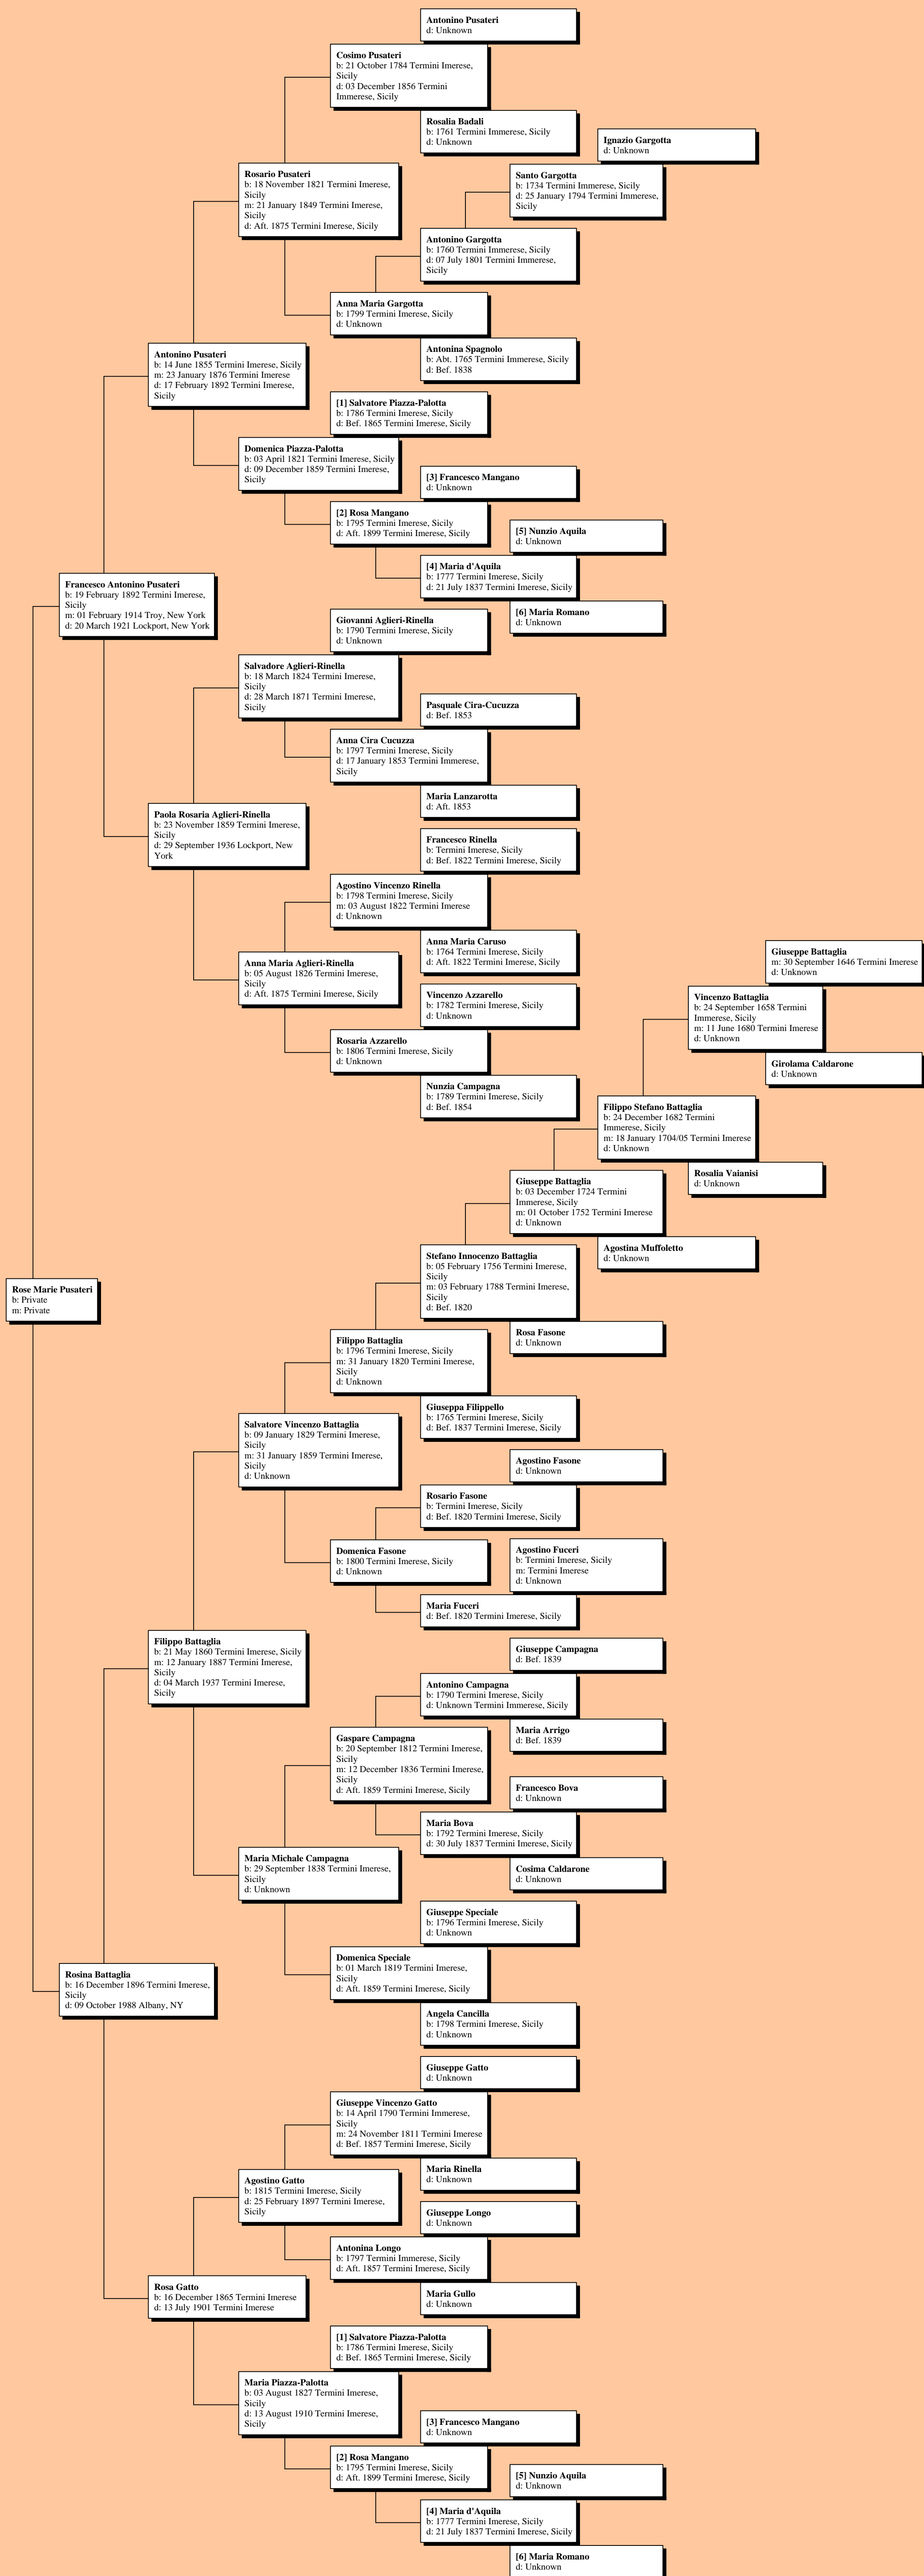 Antonino Pusateri
d: Unknown
Cosimo Pusateri
b: 21 October 1784 Termini Imerese,
Sicily
d: 03 December 1856 Termini
Immerese, Sicily
Rosalia Badali
b: 1761 Termini Immerese, Sicily
d: Unknown
Ignazio Gargotta
d: Unknown
Rosario Pusateri
b: 18 November 1821 Termini Imerese,
Sicily
m: 21 January 1849 Termini Imerese,
Sicily
d: Aft. 1875 Termini Imerese, Sicily
Santo Gargotta
b: 1734 Termini Immerese, Sicily
d: 25 January 1794 Termini Immerese,
Sicily
Antonino Gargotta
b: 1760 Termini Immerese, Sicily
d: 07 July 1801 Termini Immerese,
Sicily
Anna Maria Gargotta
b: 1799 Termini Imerese, Sicily
d: Unknown
Antonina Spagnolo
b: Abt. 1765 Termini Immerese, Sicily
d: Bef. 1838
Antonino Pusateri
b: 14 June 1855 Termini Imerese, Sicily
m: 23 January 1876 Termini Imerese
d: 17 February 1892 Termini Imerese,
Sicily
[1] Salvatore Piazza-Palotta
b: 1786 Termini Imerese, Sicily
d: Bef. 1865 Termini Imerese, Sicily
Domenica Piazza-Palotta
b: 03 April 1821 Termini Imerese, Sicily
d: 09 December 1859 Termini Imerese,
Sicily
[3] Francesco Mangano
d: Unknown
[2] Rosa Mangano
b: 1795 Termini Imerese, Sicily
d: Aft. 1899 Termini Imerese, Sicily
[5] Nunzio Aquila
d: Unknown
[4] Maria d'Aquila
b: 1777 Termini Imerese, Sicily
d: 21 July 1837 Termini Imerese, Sicily
[6] Maria Romano
d: Unknown
Francesco Antonino Pusateri
b: 19 February 1892 Termini Imerese,
Sicily
m: 01 February 1914 Troy, New York
d: 20 March 1921 Lockport, New York
Giovanni Aglieri-Rinella
b: 1790 Termini Imerese, Sicily
d: Unknown
Salvadore Aglieri-Rinella
b: 18 March 1824 Termini Imerese,
Sicily
d: 28 March 1871 Termini Imerese,
Sicily
Pasquale Cira-Cucuzza
d: Bef. 1853
Anna Cira Cucuzza
b: 1797 Termini Imerese, Sicily
d: 17 January 1853 Termini Immerese,
Sicily
Maria Lanzarotta
d: Aft. 1853
Paola Rosaria Aglieri-Rinella
b: 23 November 1859 Termini Imerese,
Sicily
d: 29 September 1936 Lockport, New
York
Francesco Rinella
b: Termini Imerese, Sicily
d: Bef. 1822 Termini Imerese, Sicily
Agostino Vincenzo Rinella
b: 1798 Termini Imerese, Sicily
m: 03 August 1822 Termini Imerese
d: Unknown
Anna Maria Caruso
b: 1764 Termini Imerese, Sicily
d: Aft. 1822 Termini Imerese, Sicily
Anna Maria Aglieri-Rinella
b: 05 August 1826 Termini Imerese,
Sicily
d: Aft. 1875 Termini Imerese, Sicily
Vincenzo Azzarello
b: 1782 Termini Imerese, Sicily
d: Unknown
Rosaria Azzarello
b: 1806 Termini Imerese, Sicily
d: Unknown
Nunzia Campagna
b: 1789 Termini Imerese, Sicily
d: Bef. 1854
Giuseppe Battaglia
m: 30 September 1646 Termini Imerese
d: Unknown
Vincenzo Battaglia
b: 24 September 1658 Termini
Immerese, Sicily
m: 11 June 1680 Termini Imerese
d: Unknown
Girolama Caldarone
d: Unknown
Filippo Stefano Battaglia
b: 24 December 1682 Termini
Immerese, Sicily
m: 18 January 1704/05 Termini Imerese
d: Unknown
Rosalia Vaianisi
d: Unknown
Giuseppe Battaglia
b: 03 December 1724 Termini
Immerese, Sicily
m: 01 October 1752 Termini Imerese
d: Unknown
Agostina Muffoletto
d: Unknown
Stefano Innocenzo Battaglia
b: 05 February 1756 Termini Imerese,
Sicily
m: 03 February 1788 Termini Imerese,
Sicily
d: Bef. 1820
Rose Marie Pusateri
b: Private
m: Private
Rosa Fasone
d: Unknown
Filippo Battaglia
b: 1796 Termini Imerese, Sicily
m: 31 January 1820 Termini Imerese,
Sicily
d: Unknown
Giuseppa Filippello
b: 1765 Termini Imerese, Sicily
d: Bef. 1837 Termini Imerese, Sicily
Salvatore Vincenzo Battaglia
b: 09 January 1829 Termini Imerese,
Sicily
m: 31 January 1859 Termini Imerese,
Sicily
d: Unknown
Agostino Fasone
d: Unknown
Rosario Fasone
b: Termini Imerese, Sicily
d: Bef. 1820 Termini Imerese, Sicily
Domenica Fasone
b: 1800 Termini Imerese, Sicily
d: Unknown
Agostino Fuceri
b: Termini Imerese, Sicily
m: Termini Imerese
d: Unknown
Maria Fuceri
d: Bef. 1820 Termini Imerese, Sicily
Filippo Battaglia
b: 21 May 1860 Termini Imerese, Sicily
m: 12 January 1887 Termini Imerese,
Sicily
d: 04 March 1937 Termini Imerese,
Sicily
Giuseppe Campagna
d: Bef. 1839
Antonino Campagna
b: 1790 Termini Imerese, Sicily
d: Unknown Termini Immerese, Sicily
Maria Arrigo
d: Bef. 1839
Gaspare Campagna
b: 20 September 1812 Termini Imerese,
Sicily
m: 12 December 1836 Termini Imerese,
Sicily
d: Aft. 1859 Termini Imerese, Sicily
Francesco Bova
d: Unknown
Maria Bova
b: 1792 Termini Imerese, Sicily
d: 30 July 1837 Termini Imerese, Sicily
Cosima Caldarone
d: Unknown
Maria Michale Campagna
b: 29 September 1838 Termini Imerese,
Sicily
d: Unknown
Giuseppe Speciale
b: 1796 Termini Imerese, Sicily
d: Unknown
Domenica Speciale
b: 01 March 1819 Termini Imerese,
Sicily
d: Aft. 1859 Termini Imerese, Sicily
Angela Cancilla
b: 1798 Termini Imerese, Sicily
d: Unknown
Rosina Battaglia
b: 16 December 1896 Termini Imerese,
Sicily
d: 09 October 1988 Albany, NY
Giuseppe Gatto
d: Unknown
Giuseppe Vincenzo Gatto
b: 14 April 1790 Termini Immerese,
Sicily
m: 24 November 1811 Termini Imerese
d: Bef. 1857 Termini Imerese, Sicily
Maria Rinella
d: Unknown
Agostino Gatto
b: 1815 Termini Imerese, Sicily
d: 25 February 1897 Termini Imerese,
Sicily
Giuseppe Longo
d: Unknown
Antonina Longo
b: 1797 Termini Immerese, Sicily
d: Aft. 1857 Termini Imerese, Sicily
Maria Gullo
d: Unknown
Rosa Gatto
b: 16 December 1865 Termini Imerese
d: 13 July 1901 Termini Imerese
[1] Salvatore Piazza-Palotta
b: 1786 Termini Imerese, Sicily
d: Bef. 1865 Termini Imerese, Sicily
Maria Piazza-Palotta
b: 03 August 1827 Termini Imerese,
Sicily
d: 13 August 1910 Termini Imerese,
Sicily
[3] Francesco Mangano
d: Unknown
[2] Rosa Mangano
b: 1795 Termini Imerese, Sicily
d: Aft. 1899 Termini Imerese, Sicily
[5] Nunzio Aquila
d: Unknown
[4] Maria d'Aquila
b: 1777 Termini Imerese, Sicily
d: 21 July 1837 Termini Imerese, Sicily
[6] Maria Romano
d: Unknown